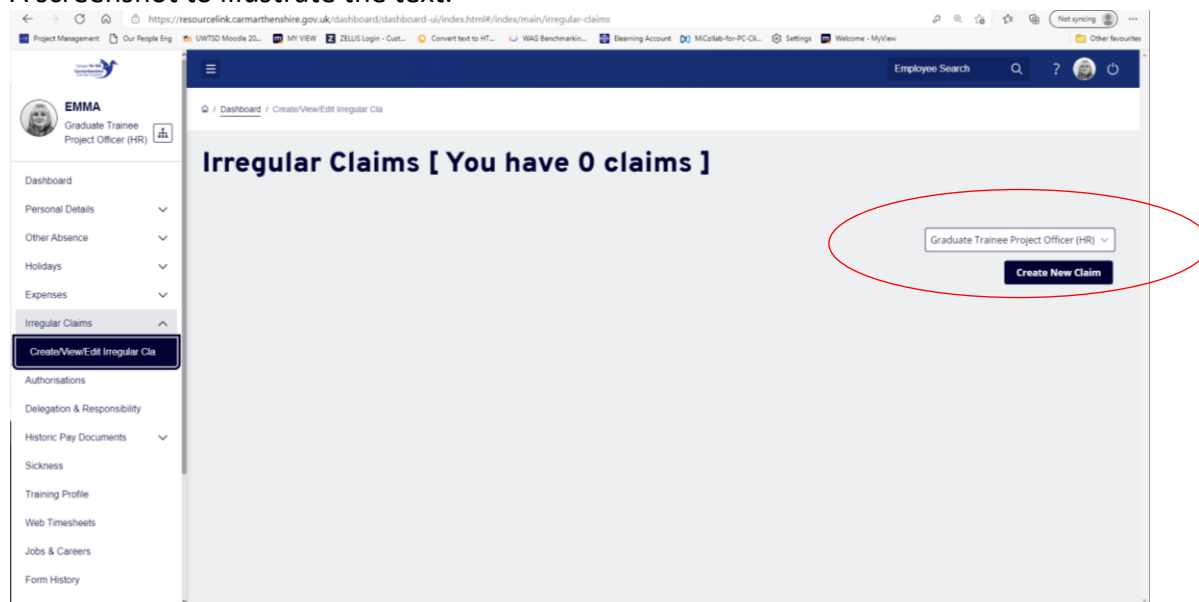 A screenshot to illustrate the text.
https://resourcelink.carmarthenshire.gov.uk/dashboard/dashboard-ui/index.html#/index/main/irregular-claims
Not syncing
Project Management Our People Eng UWTSD Moodle 20... MY VIEW ZELLIS Login - Cust... Convert text to HT... WAG Benchmarkin... Elearning Account MiCollab-for-PC-Cli... Settings Welcome - MyView Other favourites
Employee Search ?
EMMA
Graduate Trainee
Project Officer (HR)
/ Dashboard / Create/View/Edit Irregular Cla
Irregular Claims [ You have 0 claims ]
Graduate Trainee Project Officer (HR)
Create New Claim
Dashboard
Personal Details
Other Absence
Holidays
Expenses
Irregular Claims
Create/View/Edit Irregular Cla
Authorisations
Delegation & Responsibility
Historic Pay Documents
Sickness
Training Profile
Web Timesheets
Jobs & Careers
Form History